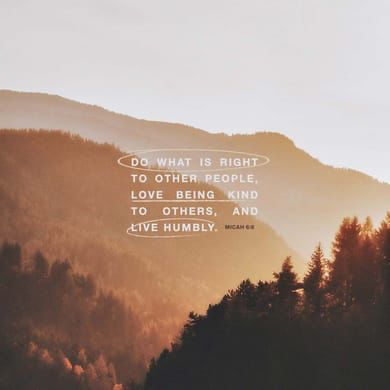 DO WHAT IS RIGHT
TO OTHER PEOPLE,
LOVE BEING KIND
TO OTHERS, AND
LIVE HUMBLY. MICAH 6:8